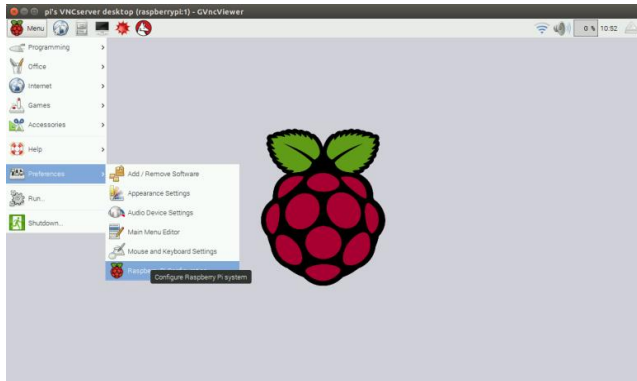 pi's VNCserver desktop (raspberrypi:1) - GVncViewer
Menu
0 % 10:52
Programming
Office
Internet
Games
Accessories
Help
Preferences
Run...
Shutdown...
Add / Remove Software
Appearance Settings
Audio Device Settings
Main Menu Editor
Mouse and Keyboard Settings
Configure Raspberry Pi system